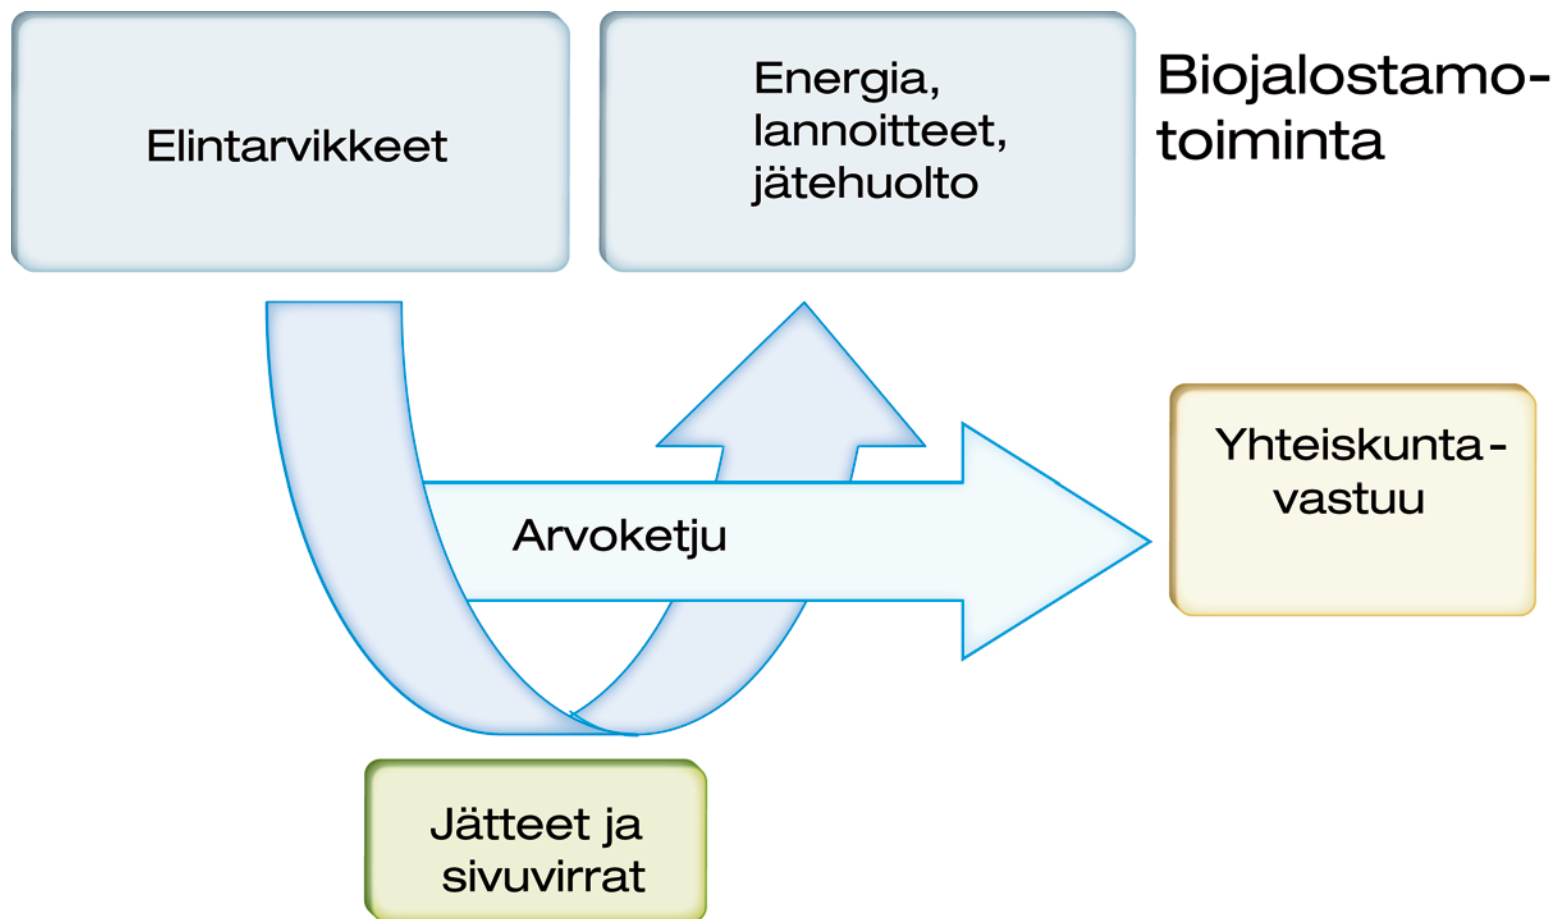 Elintarvikkeet
Energia,
lannoitteet,
jätehuolto
Biojalostamo-
toiminta
Arvoketju
Yhteiskunta-
vastuu
Jätteet ja
sivuvirrat